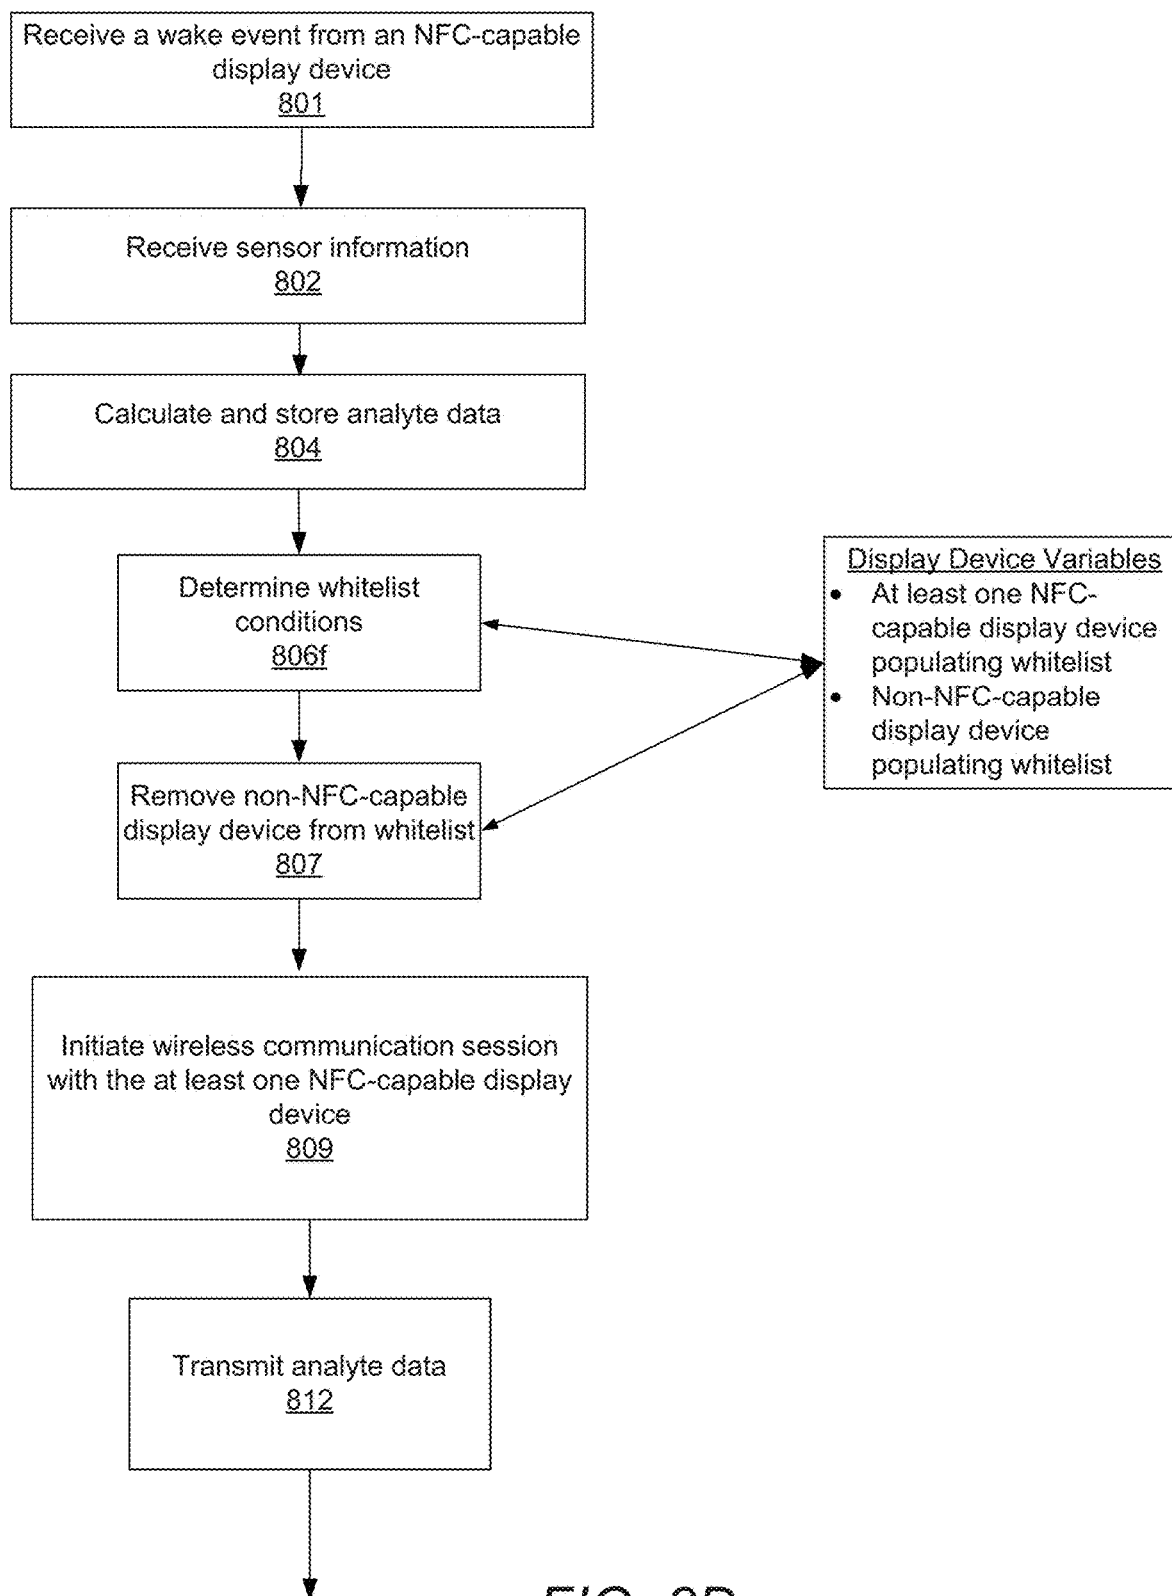 Receive a wake event from an NFC-capable
display device
801
Receive sensor information
802
Calculate and store analyte data
804
Determine whitelist
conditions
806f
Display Device Variables
• At least one NFC-
capable display device
populating whitelist
• Non-NFC-capable
display device
populating whitelist
Remove non-NFC-capable
display device from whitelist
807
Initiate wireless communication session
with the at least one NFC-capable display
device
809
Transmit analyte data
812